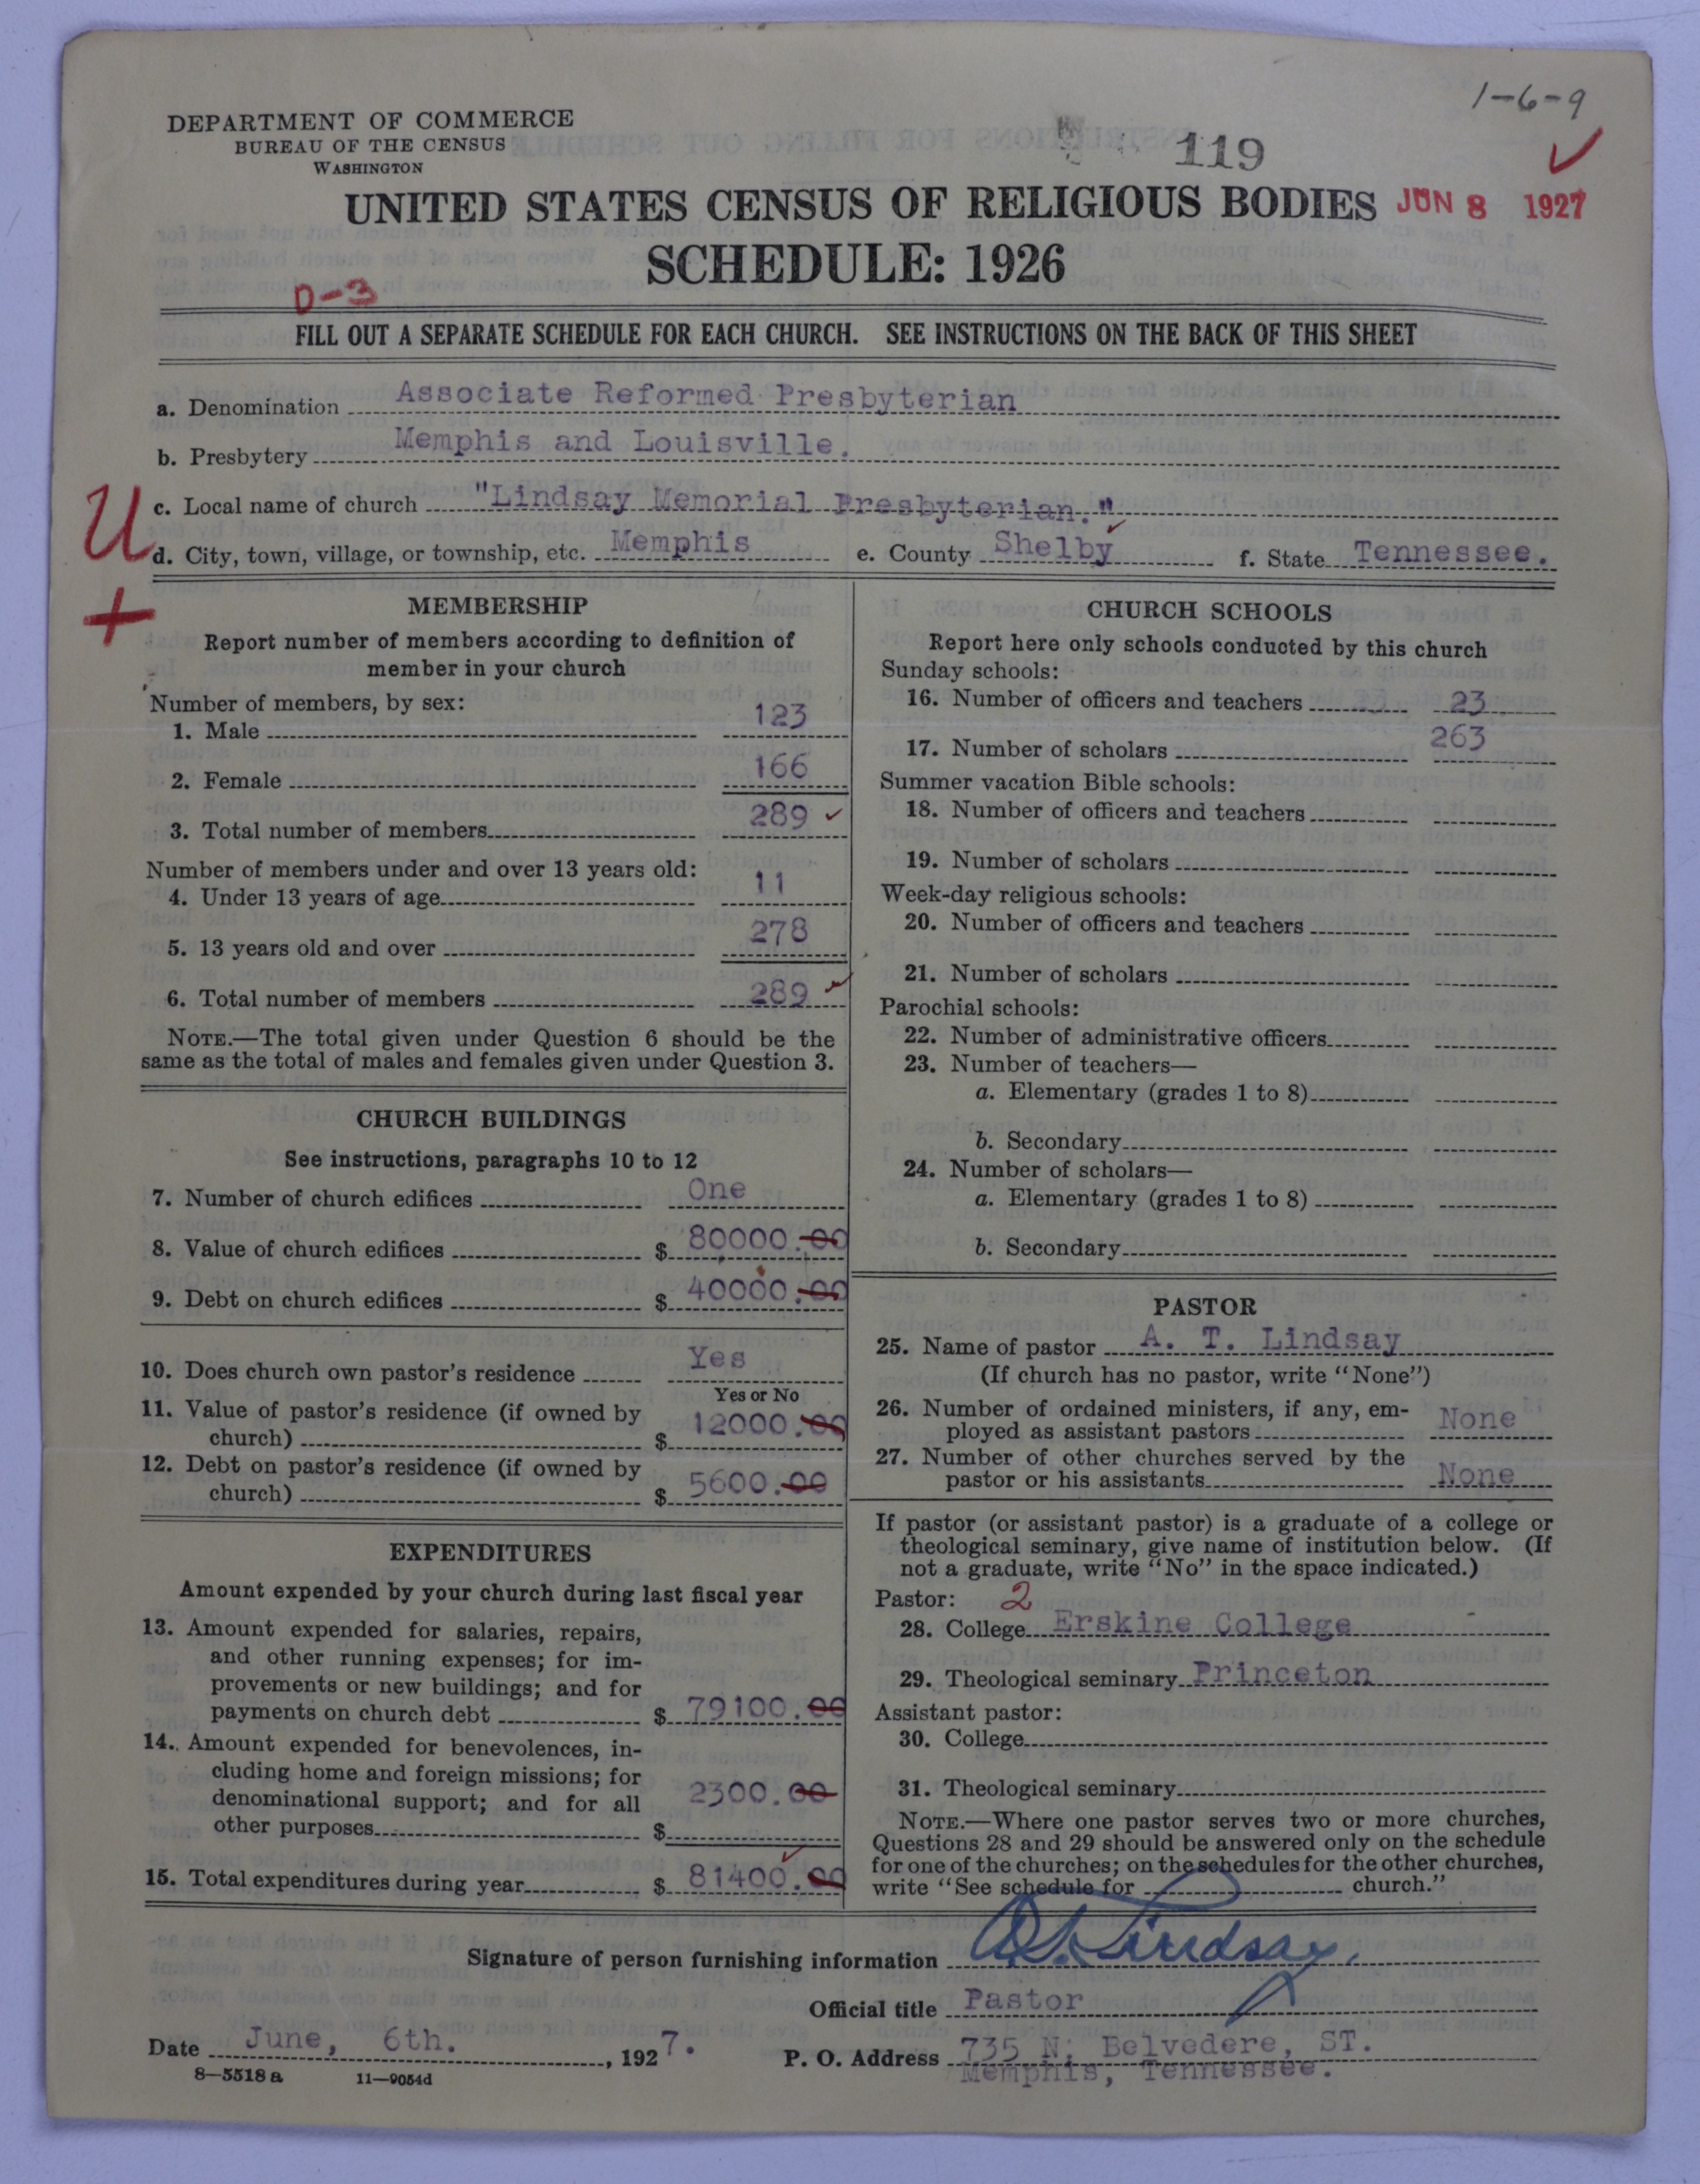 1-6-9
DEPARTMENT OF COMMERCE
BUREAU OF THE CENSUS
WASHINGTON
119
UNITED STATES CENSUS OF RELIGIOUS BODIES JUN 8 1927
SCHEDULE: 1926
D-3
FILL OUT A SEPARATE SCHEDULE FOR EACH CHURCH. SEE INSTRUCTIONS ON THE BACK OF THIS SHEET
a. Denomination Associate Reformed Presbyterian
b. Presbytery Memphis and Louisville.
U
c. Local name of church "Lindsay Memorial Presbyterian."
d. City, town, village, or township, etc. Memphis e. County Shelby f. State Tennessee.
+
MEMBERSHIP
Report number of members according to definition of
member in your church
Number of members, by sex:
1. Male 123
2. Female 166
3. Total number of members 289 ✓
Number of members under and over 13 years old:
4. Under 13 years of age 11
5. 13 years old and over 278
6. Total number of members 289 ✓
NOTE.—The total given under Question 6 should be the
same as the total of males and females given under Question 3.
CHURCH BUILDINGS
See instructions, paragraphs 10 to 12
7. Number of church edifices One
8. Value of church edifices $ 80000.00
9. Debt on church edifices $ 40000.00
10. Does church own pastor's residence Yes
Yes or No
11. Value of pastor's residence (if owned by
church) $ 12000.00
12. Debt on pastor's residence (if owned by
church) $ 5600.00
EXPENDITURES
Amount expended by your church during last fiscal year
13. Amount expended for salaries, repairs,
and other running expenses; for im-
provements or new buildings; and for
payments on church debt $ 79100.00
14. Amount expended for benevolences, in-
cluding home and foreign missions; for
denominational support; and for all
other purposes $ 2300.00
15. Total expenditures during year $ 81400.00
CHURCH SCHOOLS
Report here only schools conducted by this church
Sunday schools:
16. Number of officers and teachers 23
17. Number of scholars 263
Summer vacation Bible schools:
18. Number of officers and teachers
19. Number of scholars
Week-day religious schools:
20. Number of officers and teachers
21. Number of scholars
Parochial schools:
22. Number of administrative officers
23. Number of teachers—
a. Elementary (grades 1 to 8)
b. Secondary
24. Number of scholars—
a. Elementary (grades 1 to 8)
b. Secondary
PASTOR
25. Name of pastor A. T. Lindsay
(If church has no pastor, write "None")
26. Number of ordained ministers, if any, em-
ployed as assistant pastors None
27. Number of other churches served by the
pastor or his assistants None
If pastor (or assistant pastor) is a graduate of a college or
theological seminary, give name of institution below. (If
not a graduate, write "No" in the space indicated.)
Pastor: 2
28. College Erskine College
29. Theological seminary Princeton
Assistant pastor:
30. College
31. Theological seminary
NOTE.—Where one pastor serves two or more churches,
Questions 28 and 29 should be answered only on the schedule
for one of the churches; on the schedules for the other churches,
write "See schedule for church."
Signature of person furnishing information A. T. Lindsay.
Official title Pastor
Date June, 6th. , 1927.
P. O. Address 735 N. Belvedere, ST.
Memphis, Tennessee.
8—5518 a 11—9054d